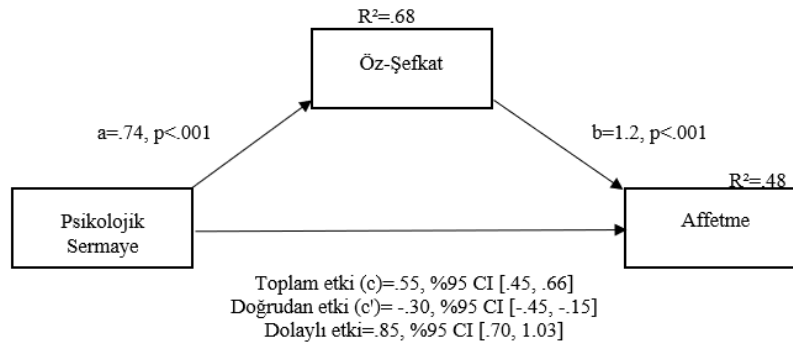 R²=.68
Öz-Şefkat
a=.74, p<.001
b=1.2, p<.001
R²=.48
Psikolojik
Sermaye
Affetme
Toplam etki (c)=.55, %95 CI [.45, .66]
Doğrudan etki (c')= -.30, %95 CI [-.45, -.15]
Dolaylı etki=.85, %95 CI [.70, 1.03]